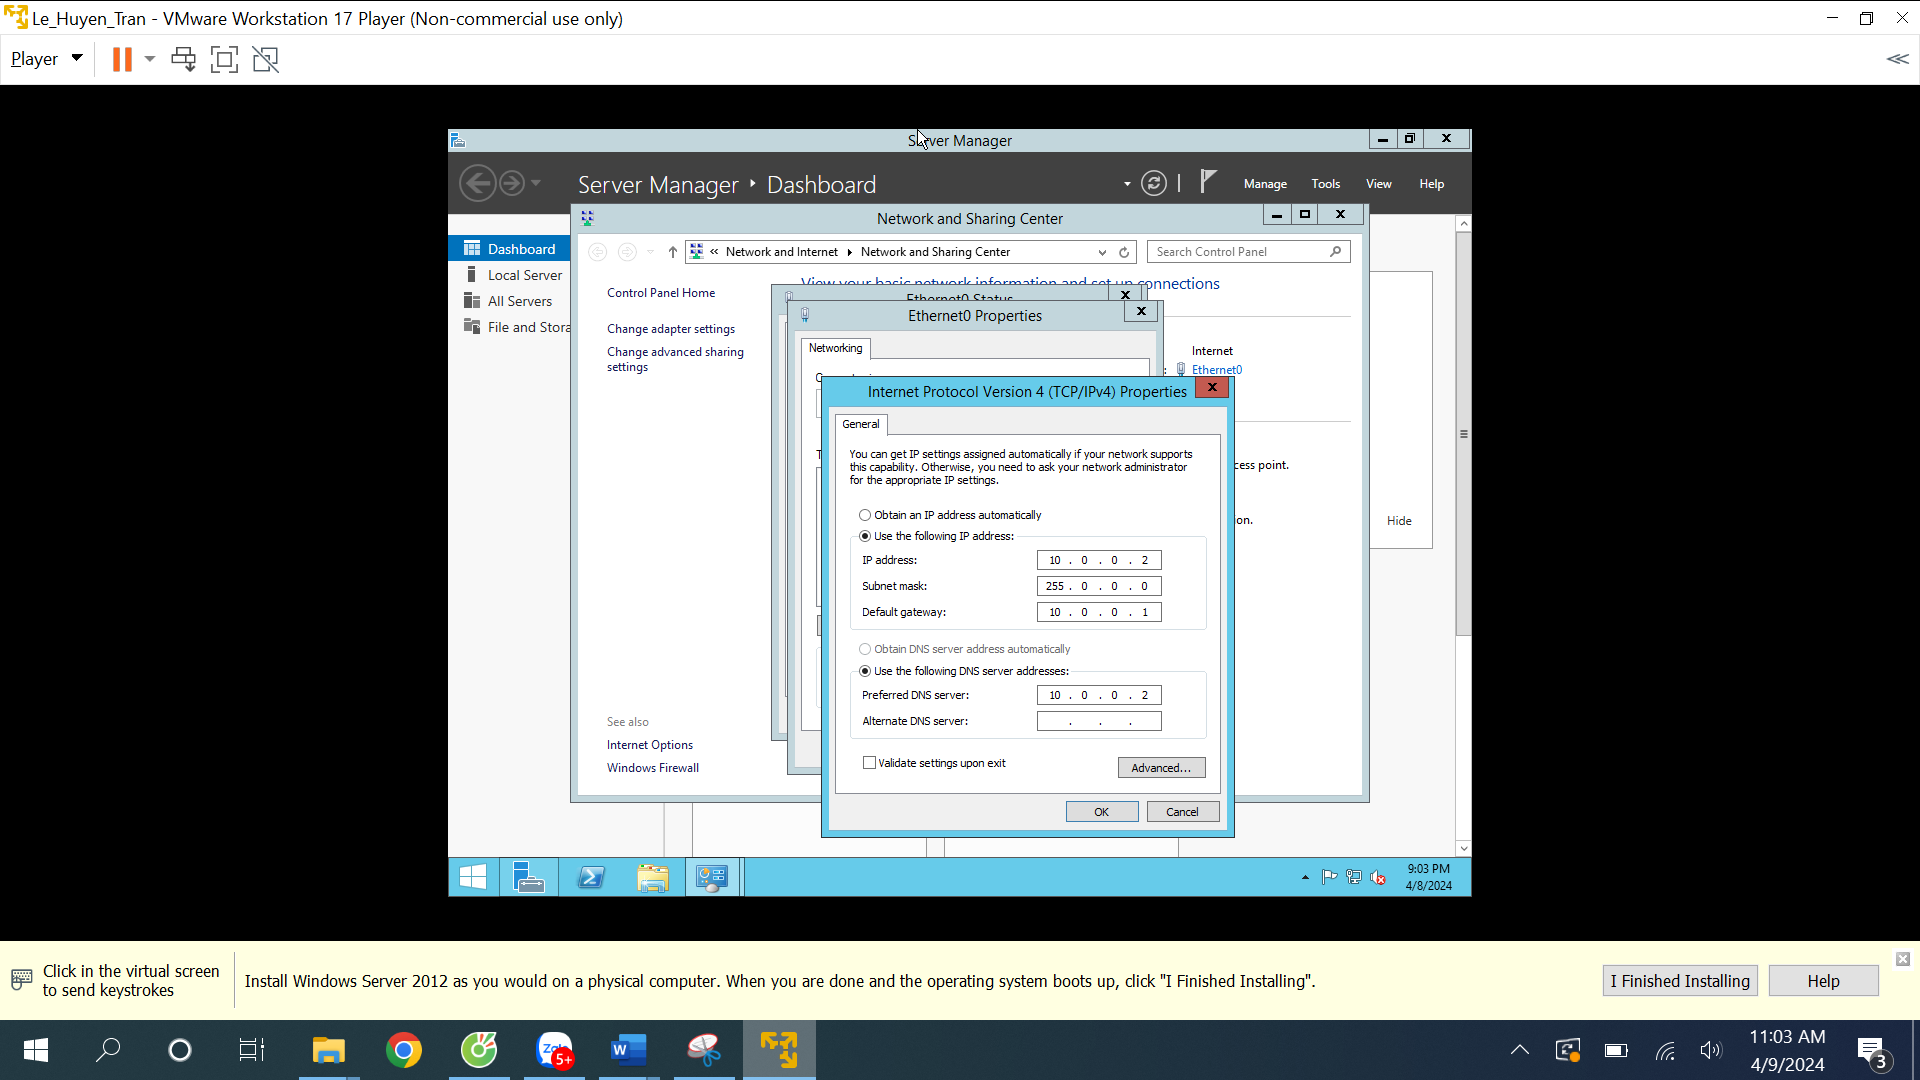 Le_Huyen_Tran - VMware Workstation 17 Player (Non-commercial use only)
Player
Server Manager
Server Manager Dashboard
Manage Tools View Help
Network and Sharing Center
Dashboard
Local Server
All Servers
File and Stora
« Network and Internet Network and Sharing Center
Search Control Panel
Control Panel Home
Change adapter settings
Change advanced sharing
settings
See also
Internet Options
Windows Firewall
View your basic network information and set up connections
Internet
Ethernet0
cess point.
ion.
Hide
Ethernet0 Status
Ethernet0 Properties
Networking
Internet Protocol Version 4 (TCP/IPv4) Properties
General
You can get IP settings assigned automatically if your network supports
this capability. Otherwise, you need to ask your network administrator
for the appropriate IP settings.
Obtain an IP address automatically
Use the following IP address:
IP address: 10 . 0 . 0 . 2
Subnet mask: 255 . 0 . 0 . 0
Default gateway: 10 . 0 . 0 . 1
Obtain DNS server address automatically
Use the following DNS server addresses:
Preferred DNS server: 10 . 0 . 0 . 2
Alternate DNS server: . . .
Validate settings upon exit
Advanced...
OK Cancel
9:03 PM
4/8/2024
Click in the virtual screen
to send keystrokes
Install Windows Server 2012 as you would on a physical computer. When you are done and the operating system boots up, click "I Finished Installing".
I Finished Installing
Help
5+
W
11:03 AM
4/9/2024
3